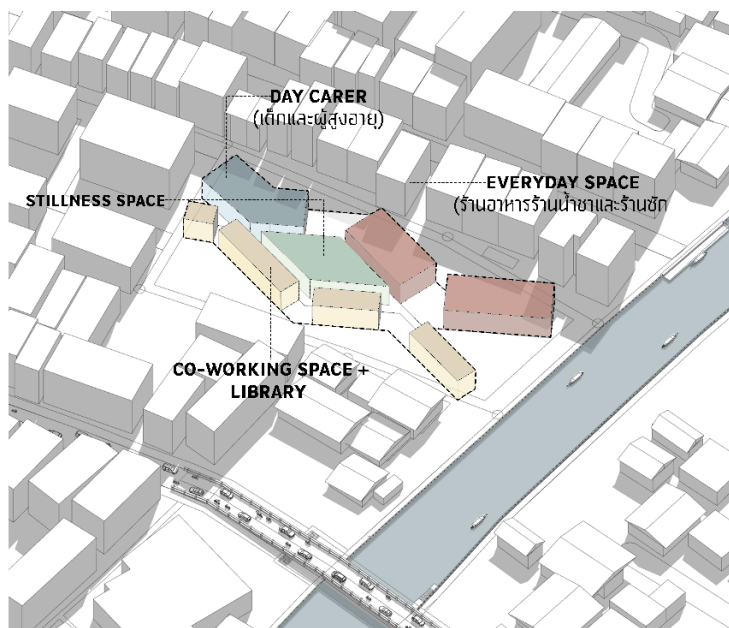 DAY CARER
(เด็กและผู้สูงอายุ)
STILLNESS SPACE
EVERYDAY SPACE
(ร้านอาหารร้านน้ำชาและร้านซัก
CO-WORKING SPACE +
LIBRARY